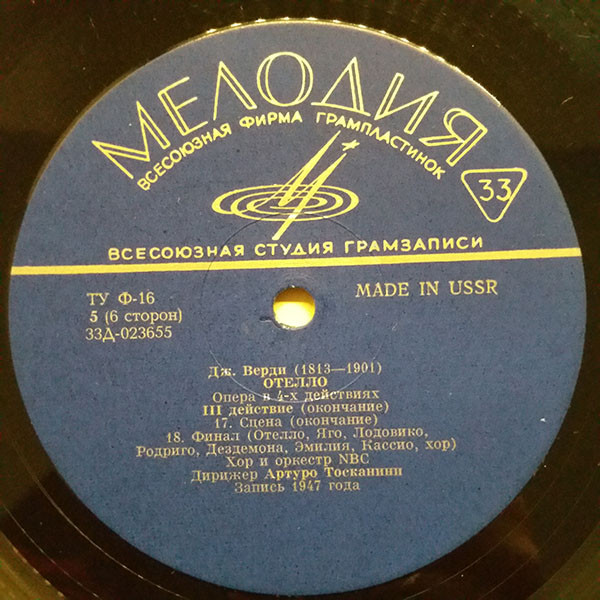 МЕЛОДИЯ
ВСЕСОЮЗНАЯ ФИРМА ГРАМПЛАСТИНОК
33
ВСЕСОЮЗНАЯ СТУДИЯ ГРАМЗАПИСИ
ТУ Ф-16
5 (6 сторон)
33Д-023655
MADE IN USSR
Дж. Верди (1813—1901)
ОТЕЛЛО
Опера в 4-х действиях
III действие (окончание)
17. Сцена (окончание)
18. Финал (Отелло, Яго, Лодовико,
Родриго, Дездемона, Эмилия, Кассио, хор)
Хор и оркестр NBC
Дирижер Артуро Тосканини
Запись 1947 года